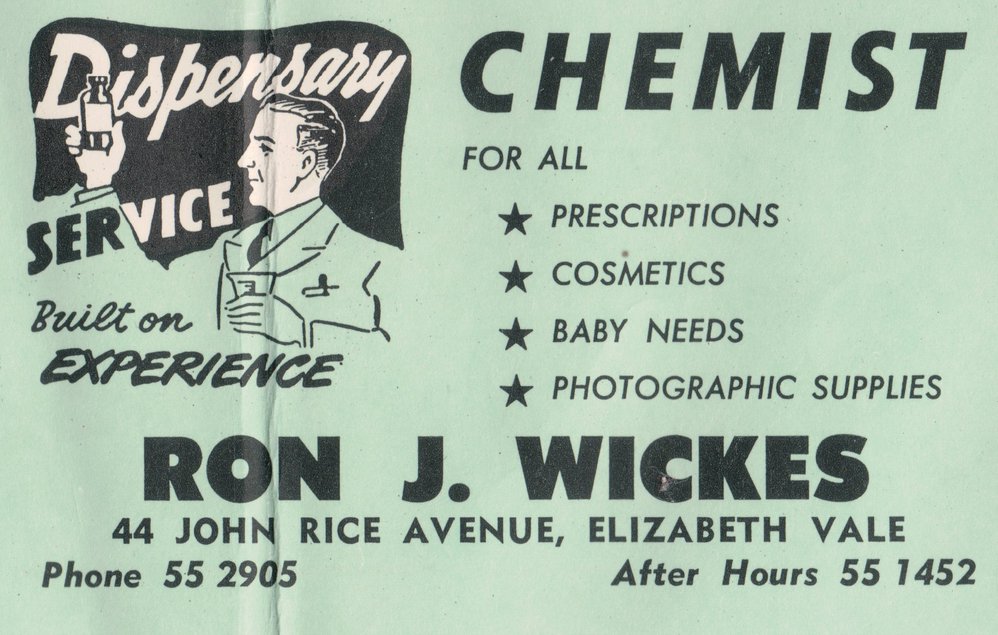 Dispensary
SERVICE
Built on
EXPERIENCE
CHEMIST
FOR ALL
★ PRESCRIPTIONS
★ COSMETICS
★ BABY NEEDS
★ PHOTOGRAPHIC SUPPLIES
RON J. WICKES
44 JOHN RICE AVENUE, ELIZABETH VALE
Phone 55 2905 After Hours 55 1452